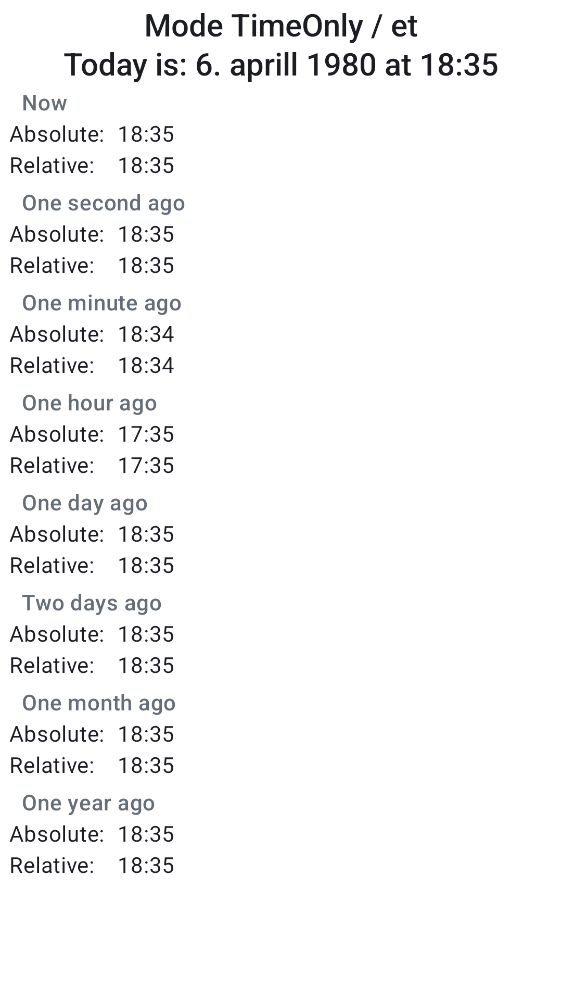 Mode TimeOnly / et
Today is: 6. aprill 1980 at 18:35
Now
Absolute: 18:35
Relative: 18:35
One second ago
Absolute: 18:35
Relative: 18:35
One minute ago
Absolute: 18:34
Relative: 18:34
One hour ago
Absolute: 17:35
Relative: 17:35
One day ago
Absolute: 18:35
Relative: 18:35
Two days ago
Absolute: 18:35
Relative: 18:35
One month ago
Absolute: 18:35
Relative: 18:35
One year ago
Absolute: 18:35
Relative: 18:35